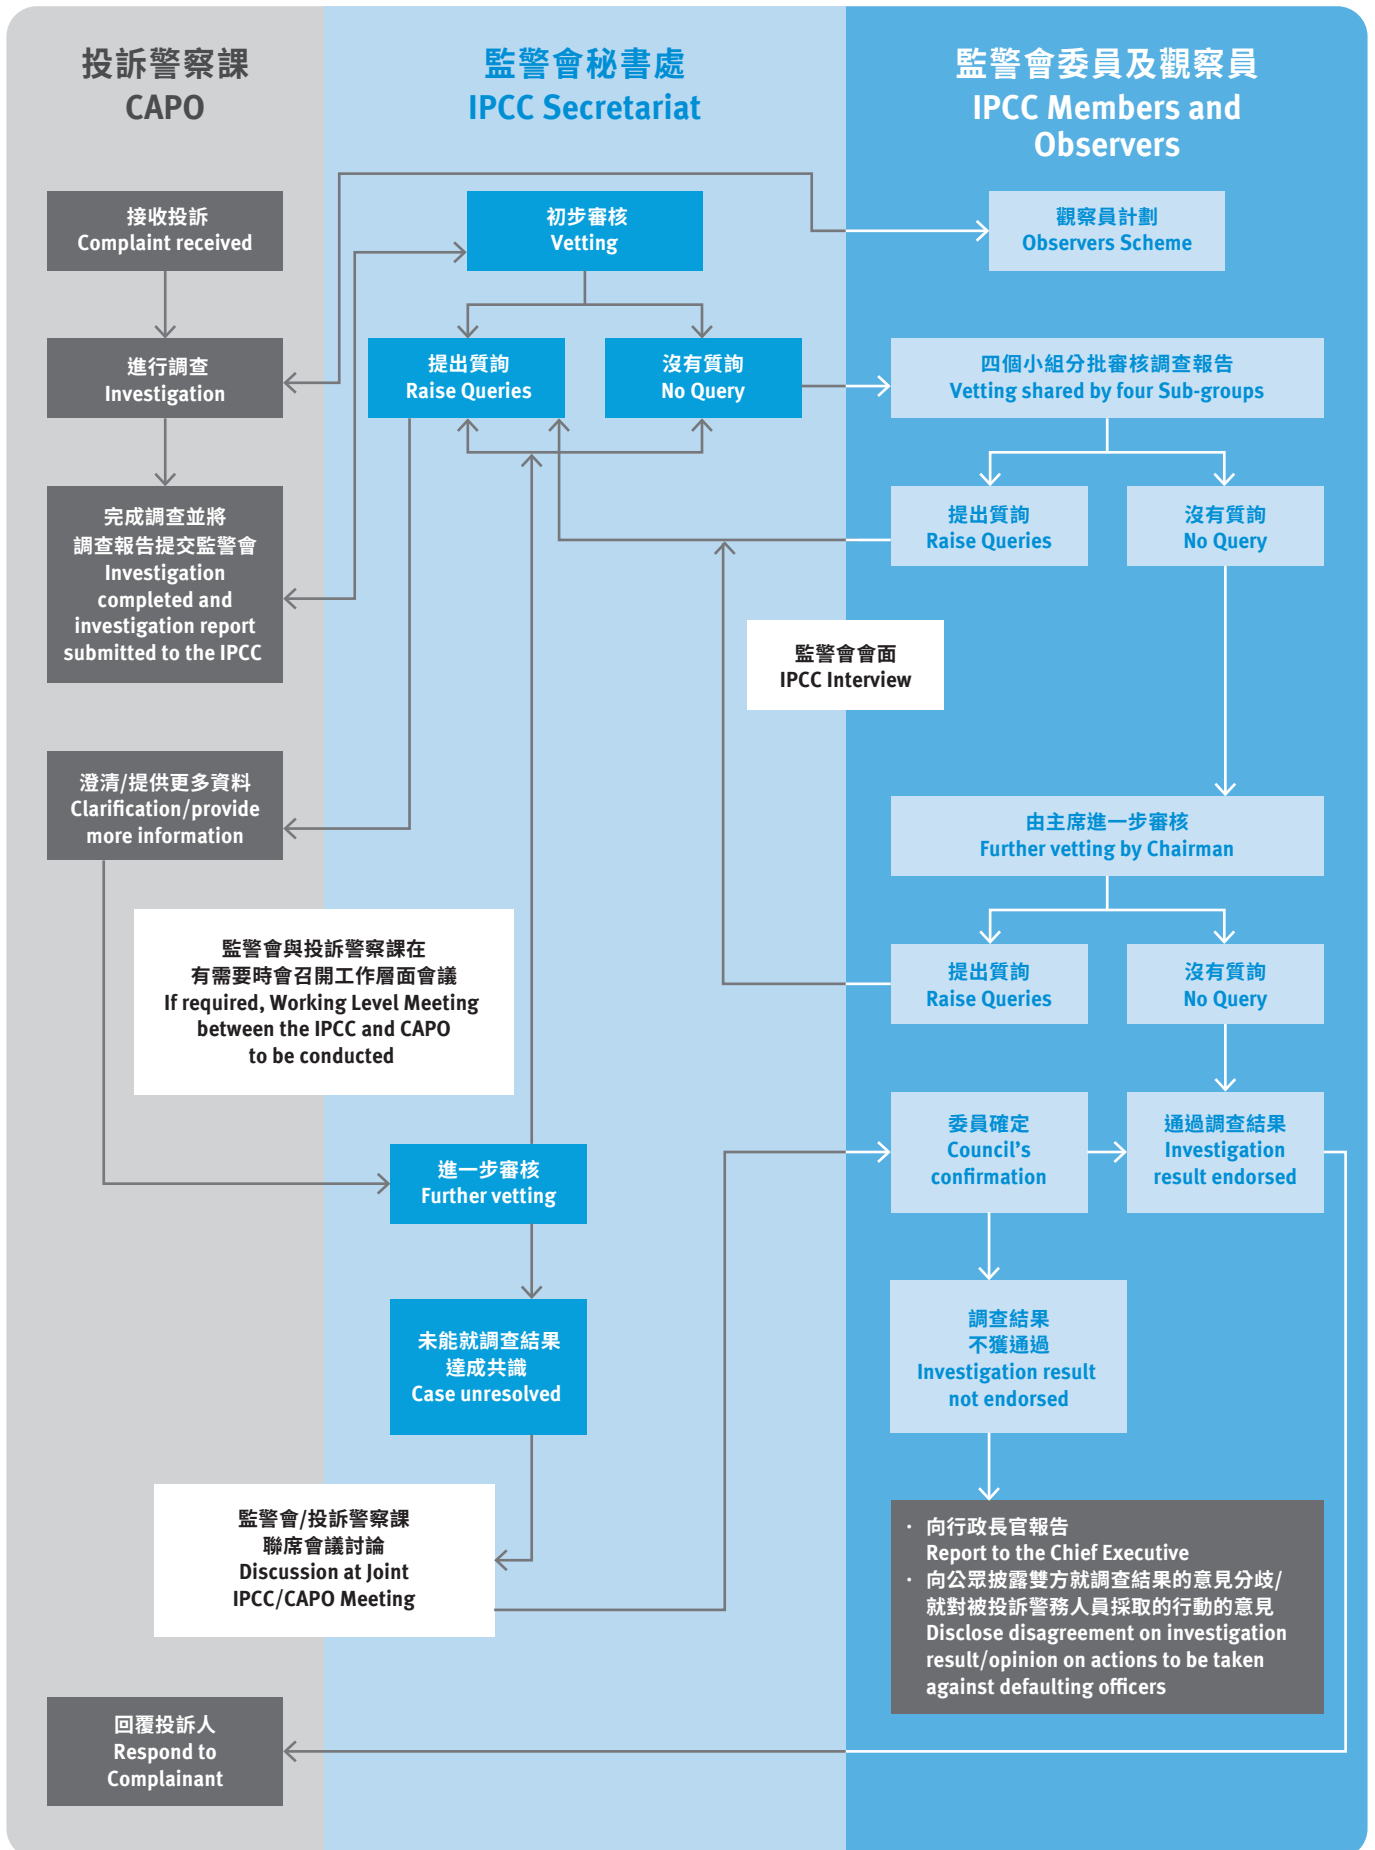 投訴警察課
CAPO
監警會秘書處
IPCC Secretariat
監警會委員及觀察員
IPCC Members and
Observers
接收投訴
Complaint received
初步審核
Vetting
觀察員計劃
Observers Scheme
進行調查
Investigation
提出質詢
Raise Queries
沒有質詢
No Query
四個小組分批審核調查報告
Vetting shared by four Sub-groups
完成調查並將
調查報告提交監警會
Investigation
completed and
investigation report
submitted to the IPCC
提出質詢
Raise Queries
沒有質詢
No Query
監警會會面
IPCC Interview
澄清/提供更多資料
Clarification/provide
more information
由主席進一步審核
Further vetting by Chairman
監警會與投訴警察課在
有需要時會召開工作層面會議
If required, Working Level Meeting
between the IPCC and CAPO
to be conducted
提出質詢
Raise Queries
沒有質詢
No Query
進一步審核
Further vetting
委員確定
Council's
confirmation
通過調查結果
Investigation
result endorsed
未能就調查結果
達成共識
Case unresolved
調查結果
不獲通過
Investigation result
not endorsed
監警會/投訴警察課
聯席會議討論
Discussion at Joint
IPCC/CAPO Meeting
· 向行政長官報告
Report to the Chief Executive
· 向公眾披露雙方就調查結果的意見分歧/
就對被投訴警務人員採取的行動的意見
Disclose disagreement on investigation
result/opinion on actions to be taken
against defaulting officers
回覆投訴人
Respond to
Complainant